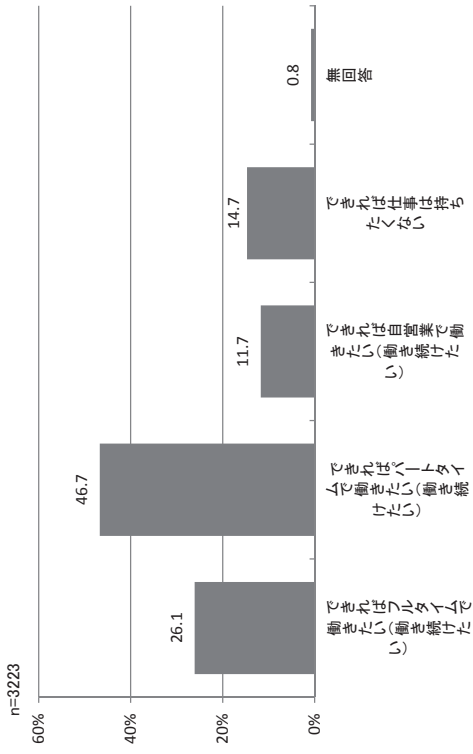 n=3223
60%
40%
20%
0%
26.1
46.7
11.7
14.7
0.8
できればフルタイムで
働きたい(働き続けた
い)
できればパートタイ
ムで働きたい(働き続
けたい)
できれば自営業で働
きたい(働き続けた
い)
できれば仕事は持ち
たくない
無回答